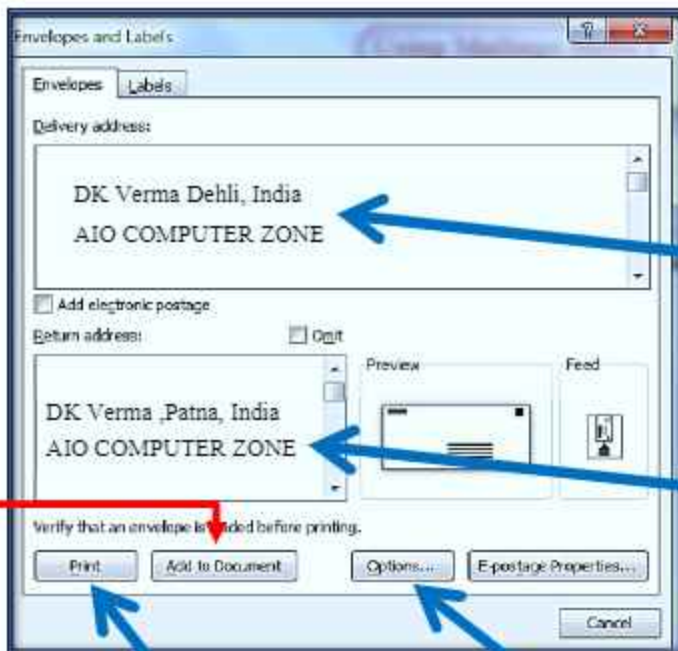 Envelopes and Labels
Envelopes Labels
Delivery address:
DK Verma Dehli, India
AIO COMPUTER ZONE
Add electronic postage
Return address: Omit
DK Verma ,Patna, India
AIO COMPUTER ZONE
Preview Feed
Verify that an envelope is loaded before printing.
Print Add to Document Options... E-postage Properties...
Cancel